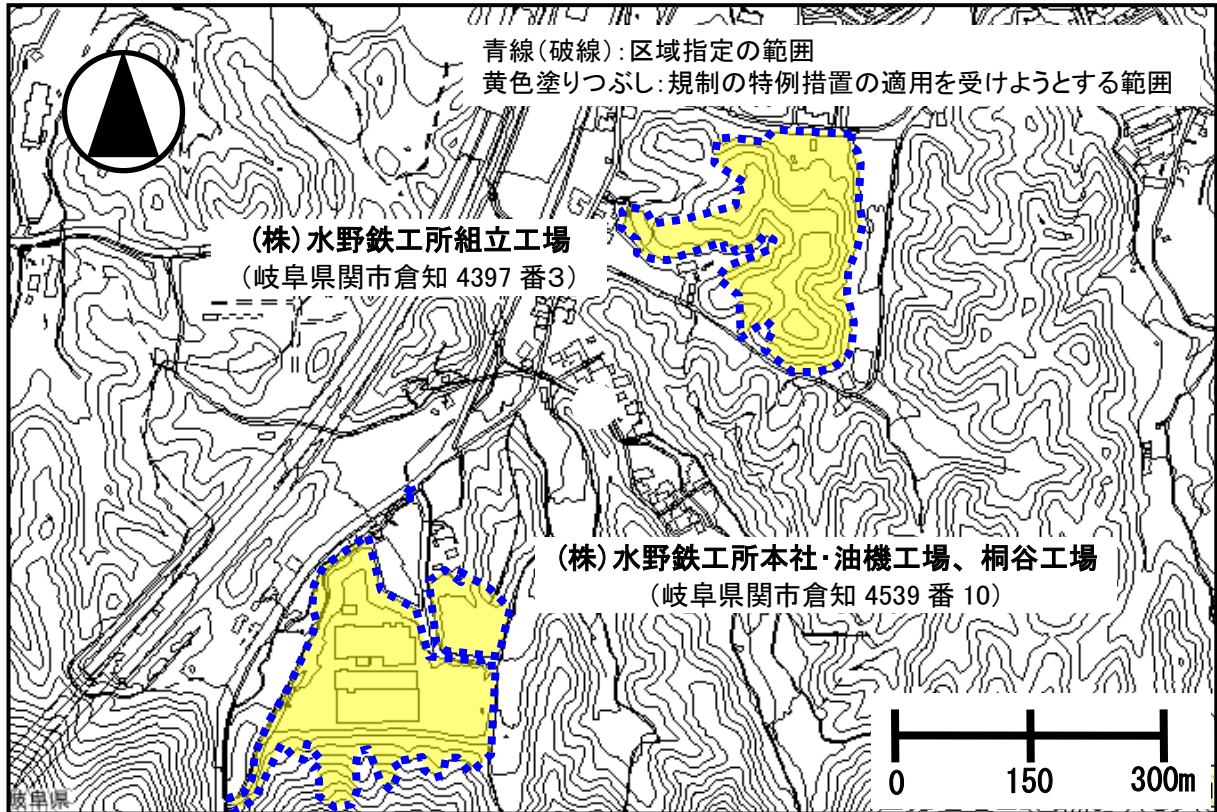 青線(破線):区域指定の範囲
黄色塗りつぶし:規制の特例措置の適用を受けようとする範囲
(株)水野鉄工所組立工場
(岐阜県関市倉知 4397 番3)
(株)水野鉄工所本社・油機工場、桐谷工場
(岐阜県関市倉知 4539 番 10)
0 150 300m
岐阜県